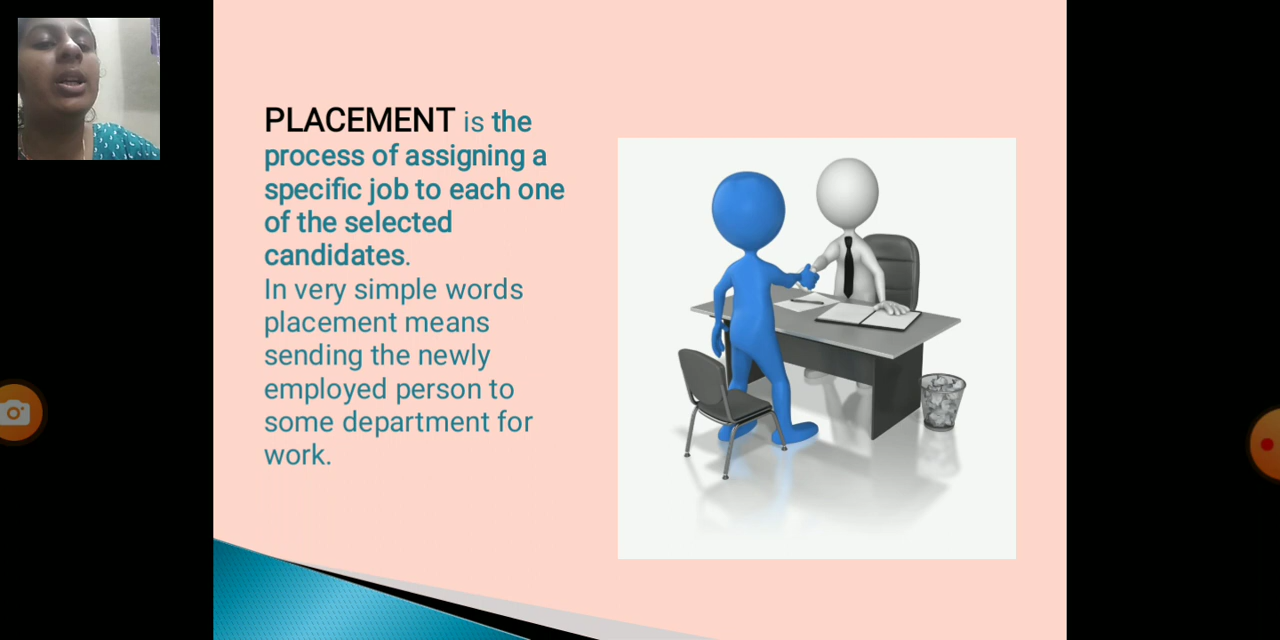 PLACEMENT is the
process of assigning a
specific job to each one
of the selected
candidates.
In very simple words
placement means
sending the newly
employed person to
some department for
work.